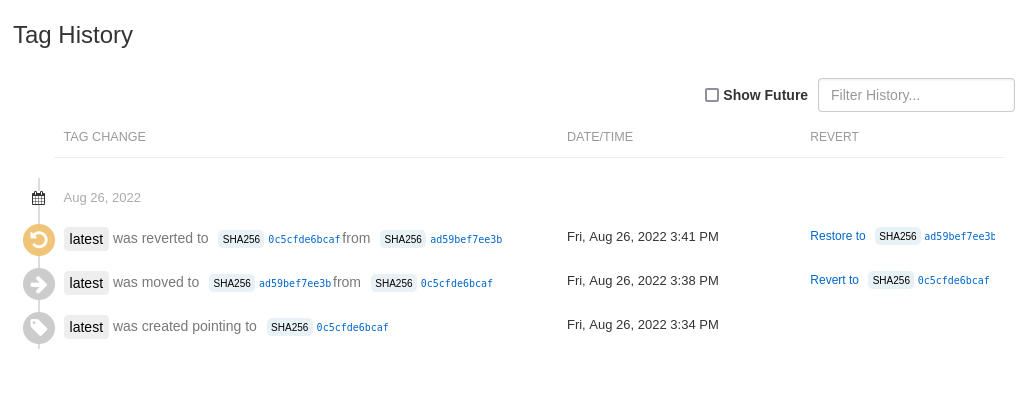 Tag History
Show Future Filter History...
TAG CHANGE DATE/TIME REVERT
Aug 26, 2022
latest was reverted to SHA256 0c5cfde6bcaf from SHA256 ad59bef7ee3b Fri, Aug 26, 2022 3:41 PM Restore to SHA256 ad59bef7ee3b
latest was moved to SHA256 ad59bef7ee3b from SHA256 0c5cfde6bcaf Fri, Aug 26, 2022 3:38 PM Revert to SHA256 0c5cfde6bcaf
latest was created pointing to SHA256 0c5cfde6bcaf Fri, Aug 26, 2022 3:34 PM